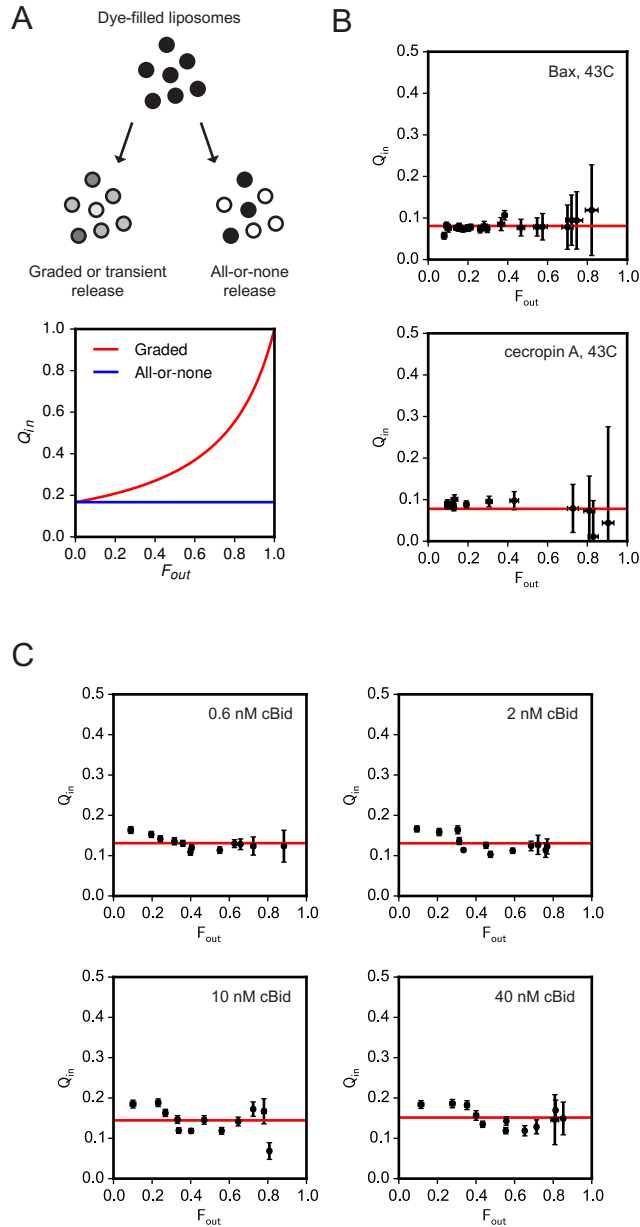 A
Dye-filled liposomes
Graded or transient
release
All-or-none
release
1.0
0.8
0.6
0.4
0.2
0.0
Q_in
Graded
All-or-none
0.0 0.2 0.4 0.6 0.8 1.0
F_out
B
0.5
0.4
0.3
0.2
0.1
0.0
Q_in
Bax, 43C
0.0 0.2 0.4 0.6 0.8 1.0
F_out
0.5
0.4
0.3
0.2
0.1
0.0
Q_in
cecropin A, 43C
0.0 0.2 0.4 0.6 0.8 1.0
F_out
C
0.5
0.4
0.3
0.2
0.1
0.0
Q_in
0.6 nM cBid
0.0 0.2 0.4 0.6 0.8 1.0
F_out
0.5
0.4
0.3
0.2
0.1
0.0
Q_in
2 nM cBid
0.0 0.2 0.4 0.6 0.8 1.0
F_out
0.5
0.4
0.3
0.2
0.1
0.0
Q_in
10 nM cBid
0.0 0.2 0.4 0.6 0.8 1.0
F_out
0.5
0.4
0.3
0.2
0.1
0.0
Q_in
40 nM cBid
0.0 0.2 0.4 0.6 0.8 1.0
F_out